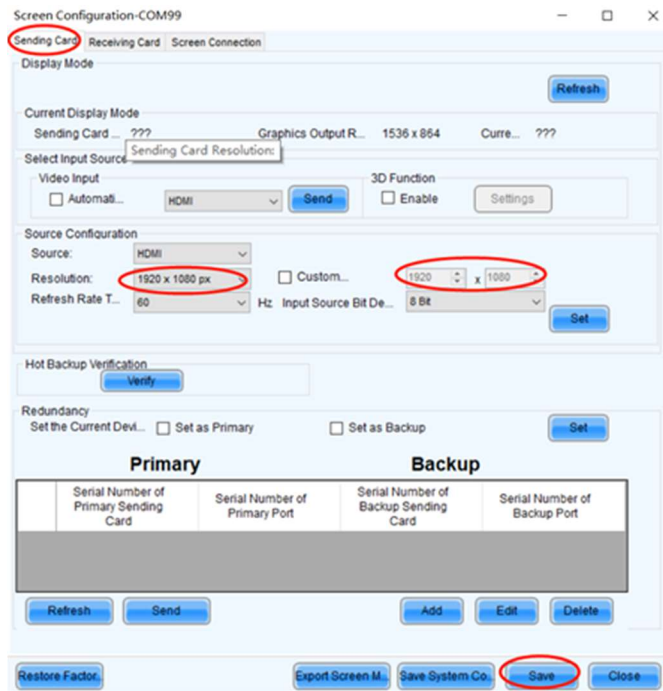 Screen Configuration-COM99
Sending Card Receiving Card Screen Connection
Display Mode
Refresh
Current Display Mode
Sending Card ... ??? Graphics Output R... 1536 x 864 Curre... ???
Sending Card Resolution:
Select Input Source
Video Input 3D Function
Automati... HDMI Send Enable Settings
Source Configuration
Source: HDMI
Resolution: 1920 x 1080 px Custom... 1920 x 1080
Refresh Rate T... 60 Hz Input Source Bit De... 8 Bit
Set
Hot Backup Verification
Verify
Redundancy
Set the Current Devi... Set as Primary Set as Backup Set
Primary Backup
Serial Number of Primary Sending Card Serial Number of Primary Port Serial Number of Backup Sending Card Serial Number of Backup Port
Refresh Send Add Edit Delete
Restore Factor. Export Screen M.. Save System Co.. Save Close